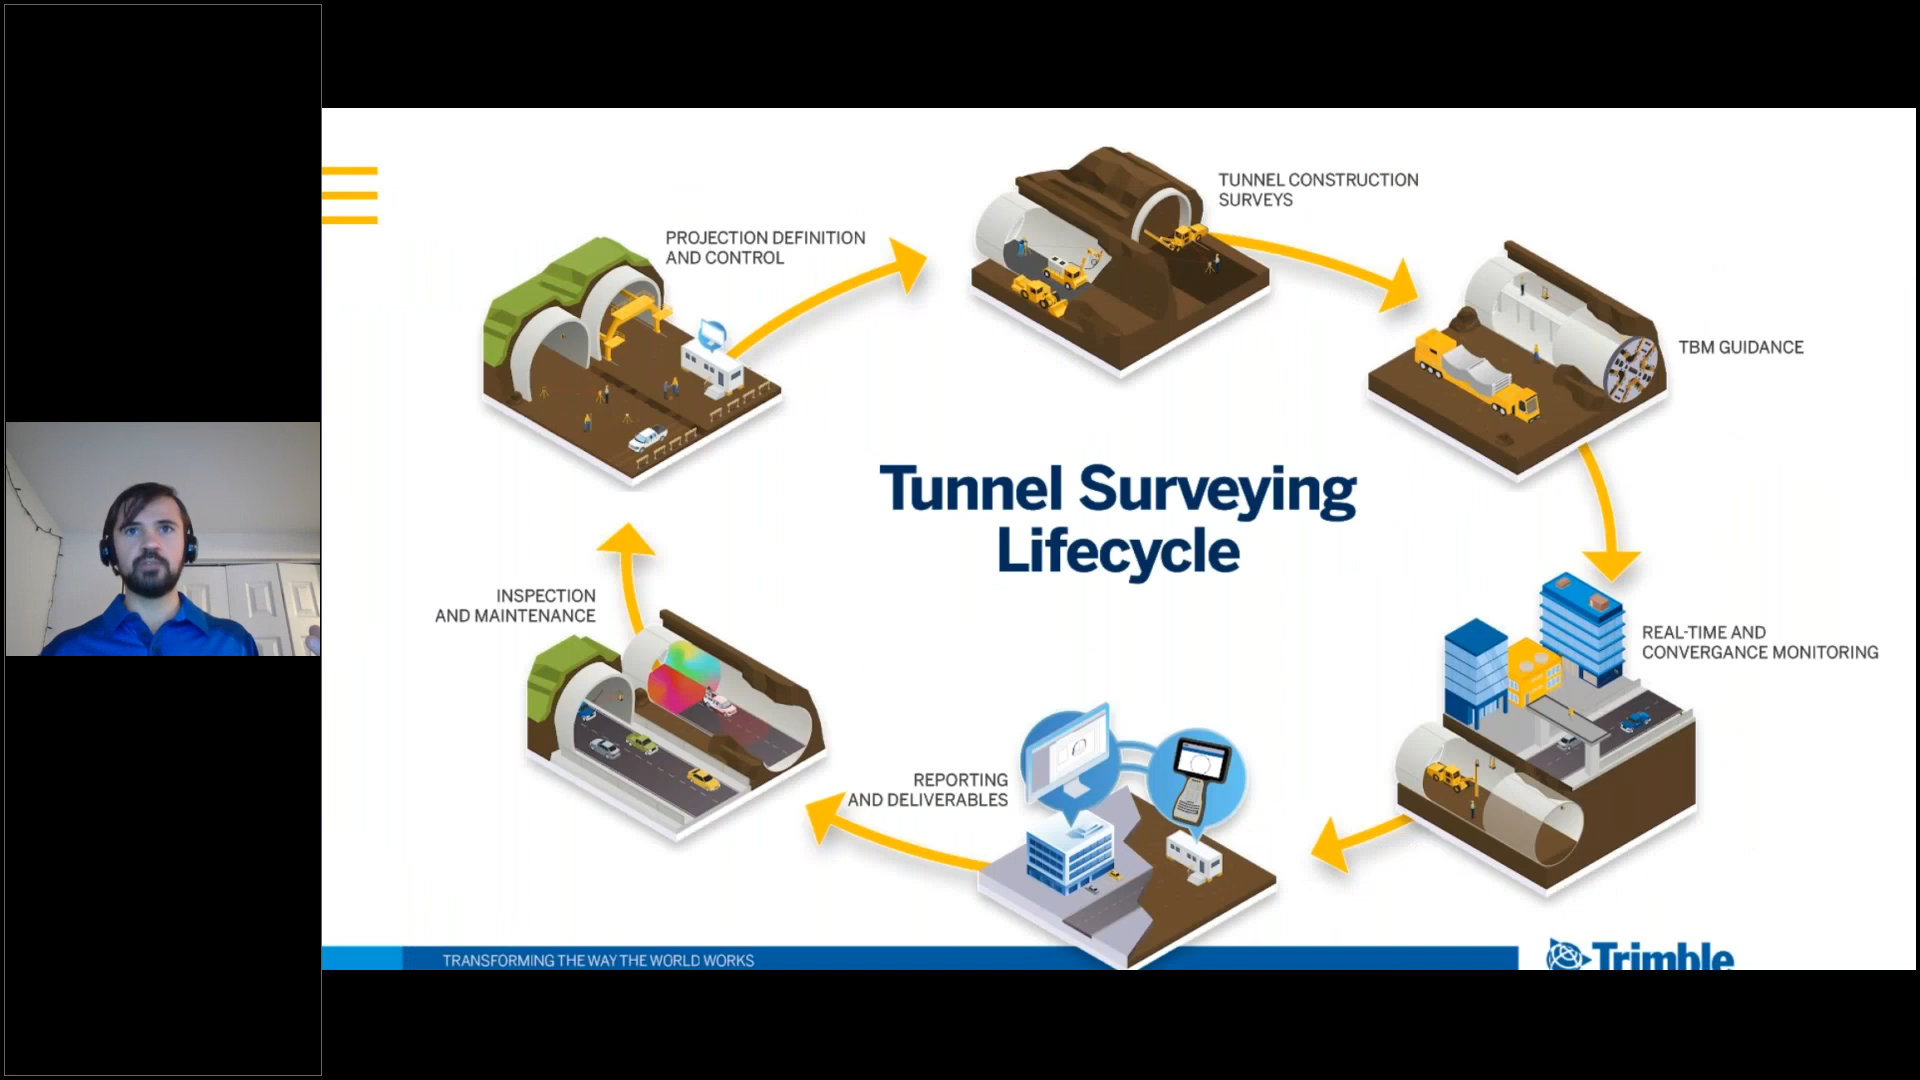 TUNNEL CONSTRUCTION
SURVEYS
PROJECTION DEFINITION
AND CONTROL
TBM GUIDANCE
Tunnel Surveying
Lifecycle
INSPECTION
AND MAINTENANCE
REAL-TIME AND
CONVERGANCE MONITORING
REPORTING
AND DELIVERABLES
TRANSFORMING THE WAY THE WORLD WORKS
Trimble